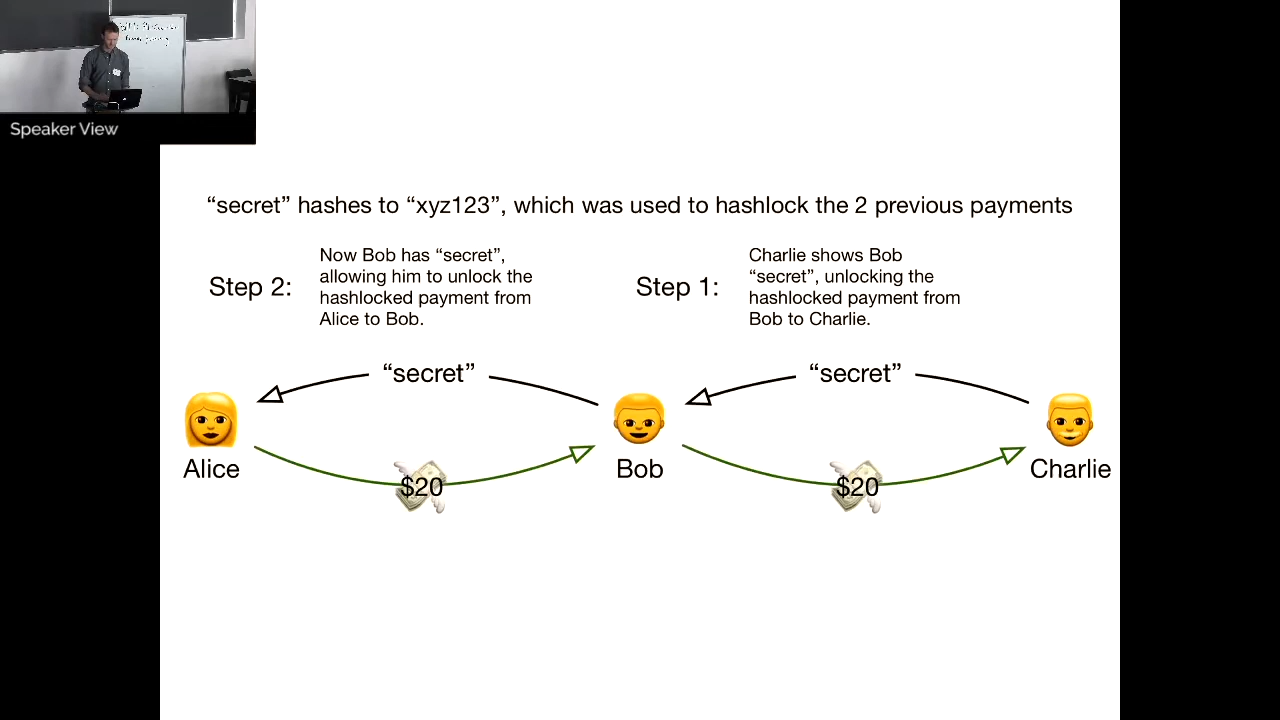 Speaker View
“secret” hashes to “xyz123”, which was used to hashlock the 2 previous payments
Step 2:
Now Bob has “secret”,
allowing him to unlock the
hashlocked payment from
Alice to Bob.
Step 1:
Charlie shows Bob
“secret”, unlocking the
hashlocked payment from
Bob to Charlie.
“secret”
“secret”
Alice
Bob
Charlie
$20
$20